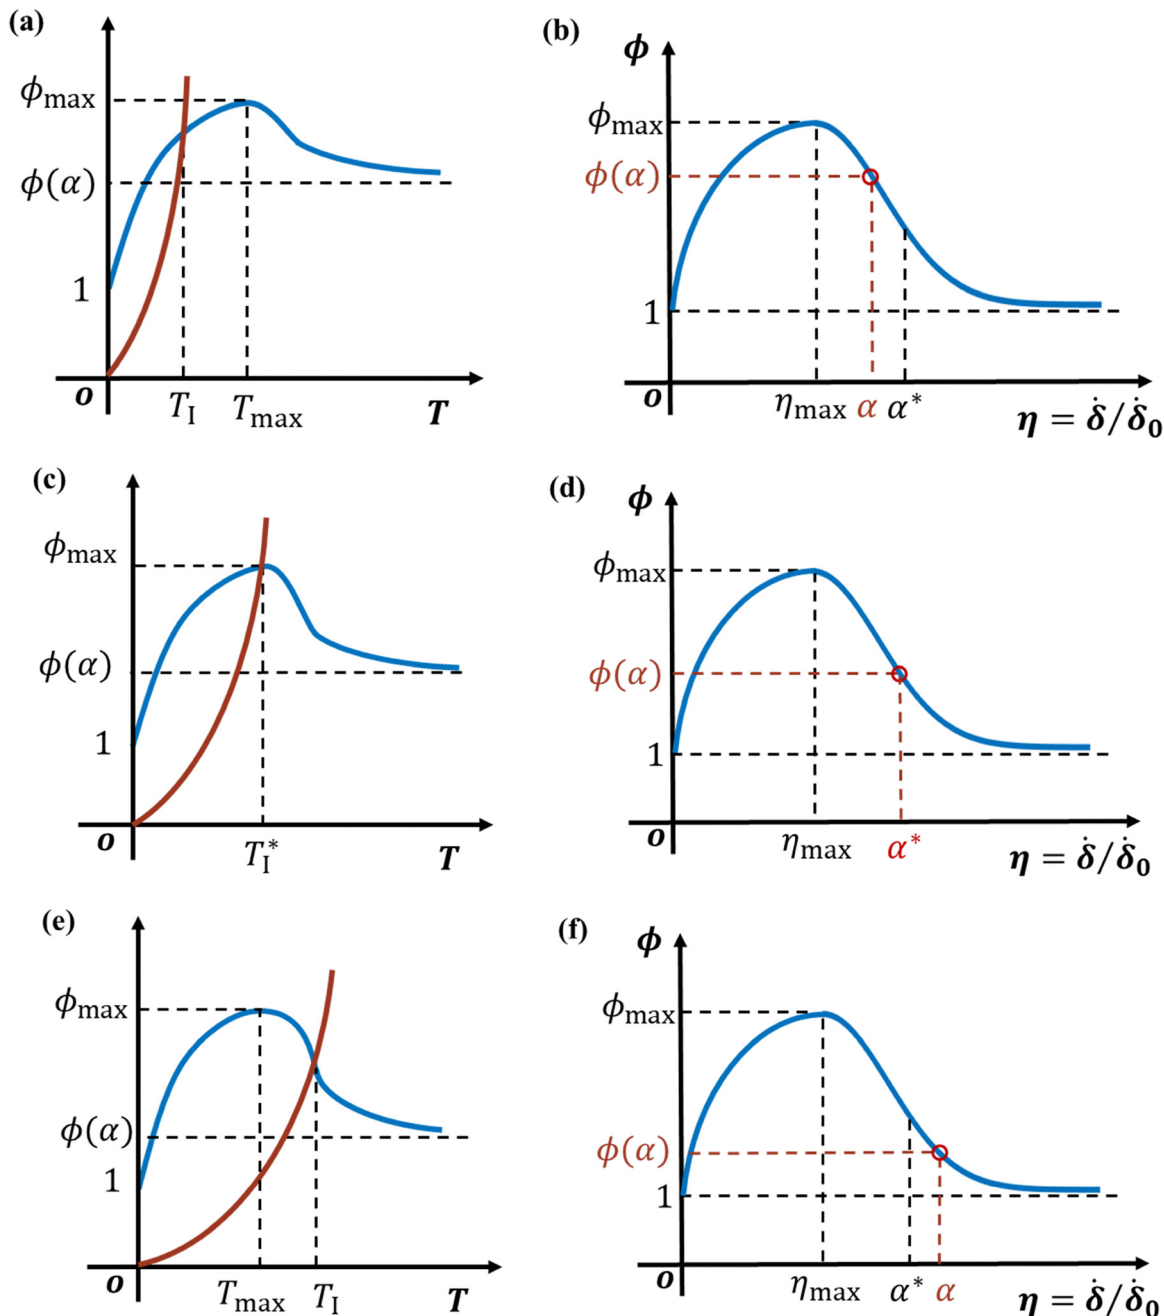 (a)
ϕmax
ϕ(α)
1
o
TI
Tmax
T
(b)
ϕ
ϕmax
ϕ(α)
1
o
ηmax
α
α*
η = δ̇/δ̇0
(c)
ϕmax
ϕ(α)
1
o
TI*
T
(d)
ϕ
ϕmax
ϕ(α)
1
o
ηmax
α*
η = δ̇/δ̇0
(e)
ϕmax
ϕ(α)
1
o
Tmax
TI
T
(f)
ϕ
ϕmax
ϕ(α)
1
o
ηmax
α*
α
η = δ̇/δ̇0